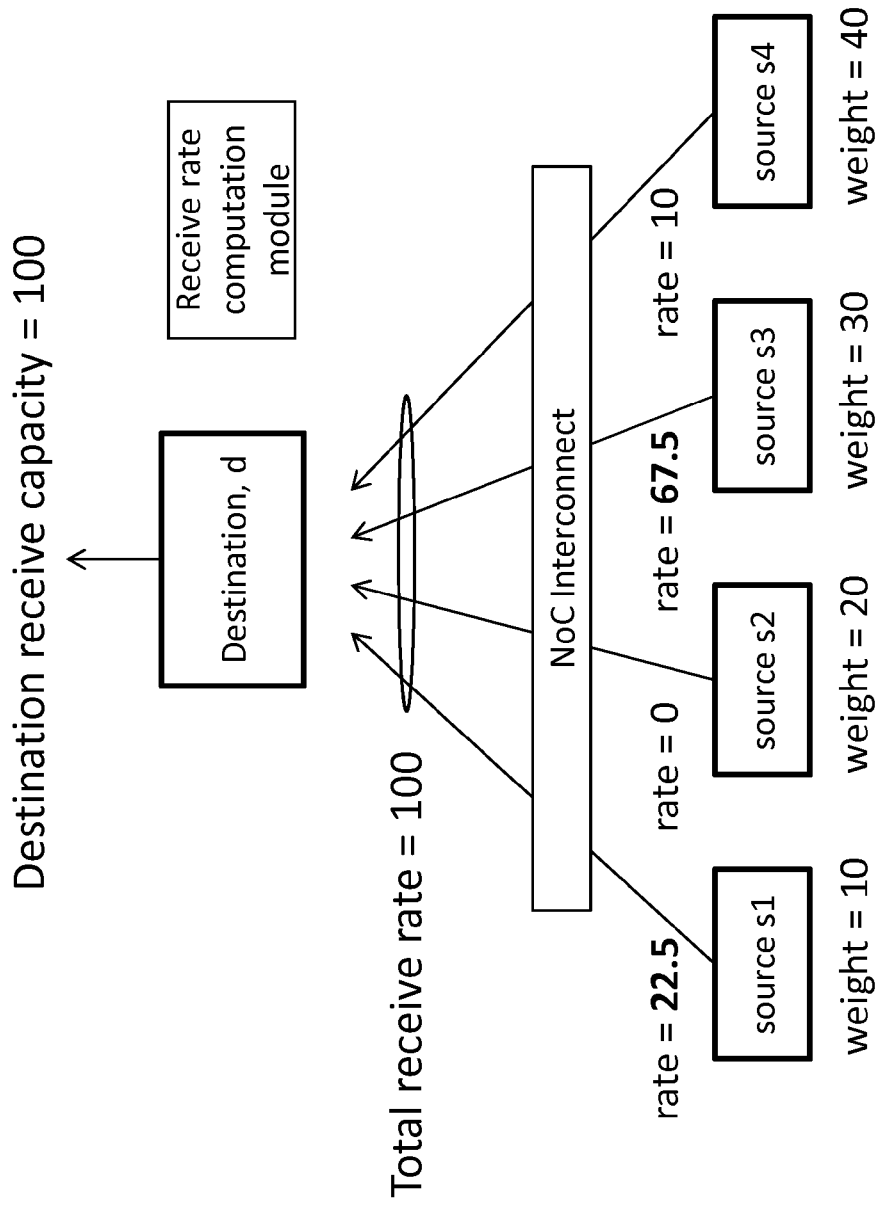 Destination receive capacity = 100
Destination, d
Receive rate
computation
module
Total receive rate = 100
NoC Interconnect
rate = 22.5
rate = 0
rate = 67.5
rate = 10
source s1
source s2
source s3
source s4
weight = 10
weight = 20
weight = 30
weight = 40